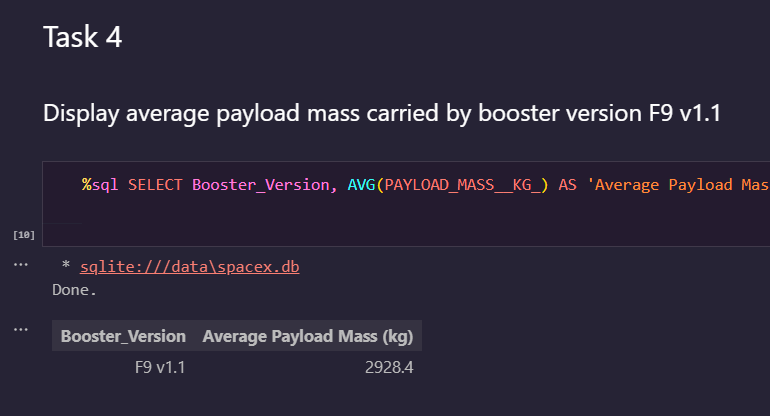 Task 4
Display average payload mass carried by booster version F9 v1.1
%sql SELECT Booster_Version, AVG(PAYLOAD_MASS__KG_) AS 'Average Payload Mas
[10]
... * sqlite:///data\spacex.db
Done.
...
Booster_Version Average Payload Mass (kg)
F9 v1.1 2928.4